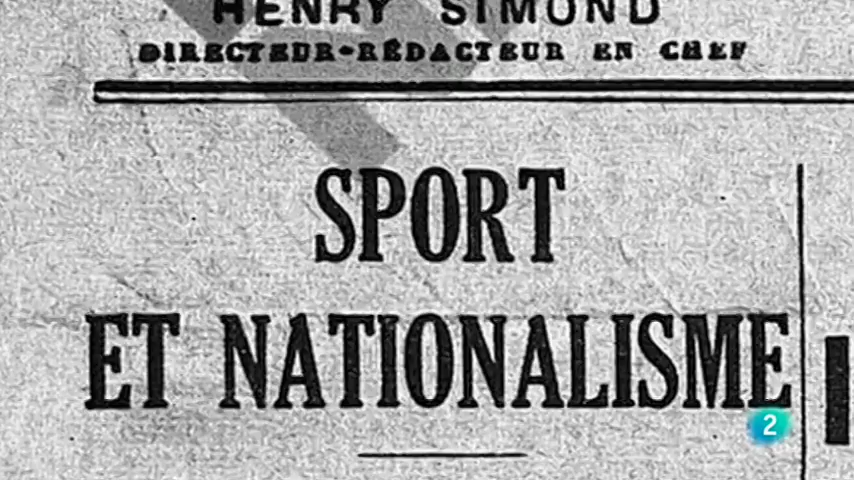 HENRY SIMOND
DIRECTEUR-RÉDACTEUR EN CHEF
SPORT
ET NATIONALISME
2